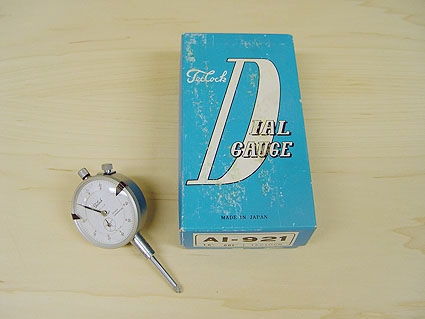 TecLock
DIAL
GAUGE
MADE IN JAPAN
AI-921